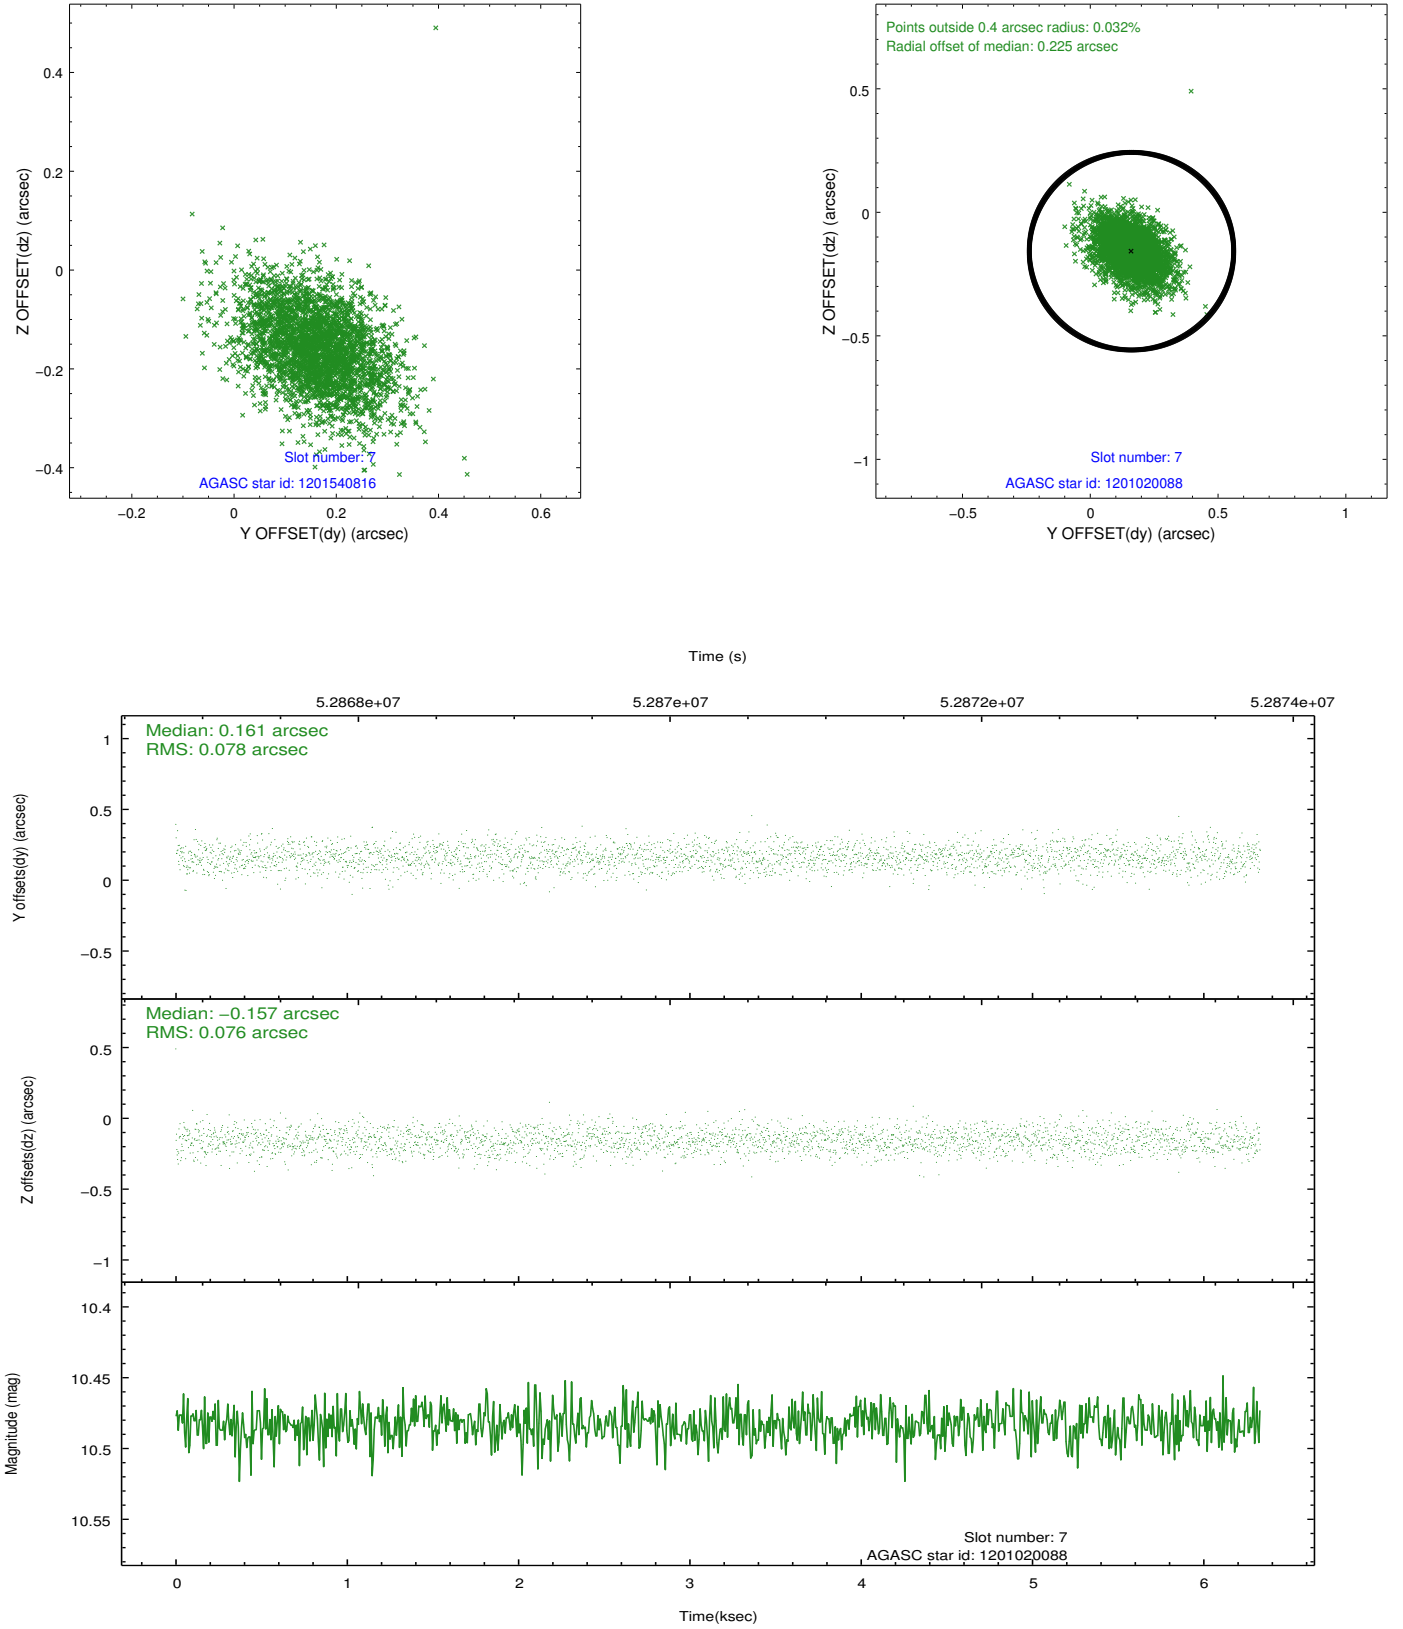 0.4
0.2
0
−0.2
−0.4
Z OFFSET(dz) (arcsec)
Slot number: 7
AGASC star id: 1201540816
−0.2 0 0.2 0.4 0.6
Y OFFSET(dy) (arcsec)
Points outside 0.4 arcsec radius: 0.032%
Radial offset of median: 0.225 arcsec
0.5
0
−0.5
−1
Z OFFSET(dz) (arcsec)
Slot number: 7
AGASC star id: 1201020088
−0.5 0 0.5 1
Y OFFSET(dy) (arcsec)
Time (s)
5.2868e+07 5.287e+07 5.2872e+07 5.2874e+07
Median: 0.161 arcsec
RMS: 0.078 arcsec
1
0.5
0
−0.5
Y offsets(dy) (arcsec)
Median: −0.157 arcsec
RMS: 0.076 arcsec
0.5
0
−0.5
−1
Z offsets(dz) (arcsec)
10.4
10.45
10.5
10.55
Magnitude (mag)
Slot number: 7
AGASC star id: 1201020088
0 1 2 3 4 5 6
Time(ksec)